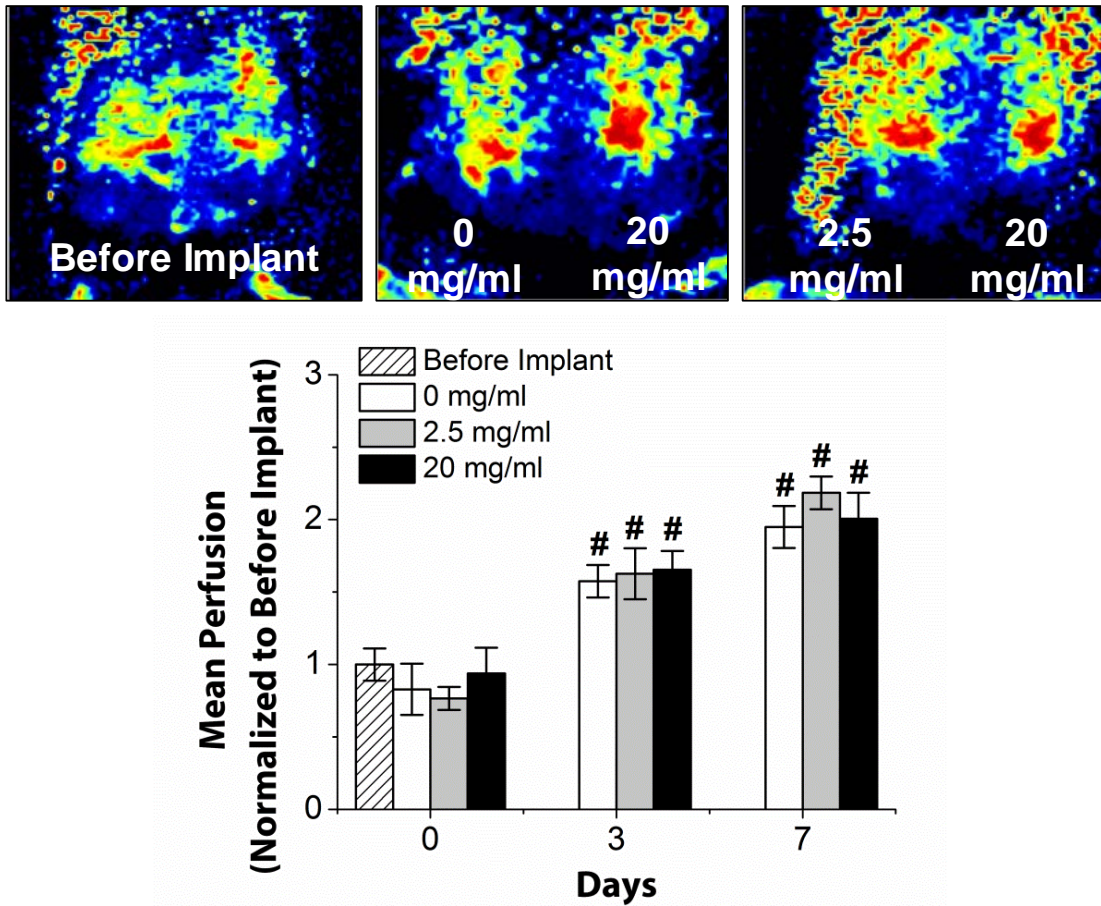 Before Implant
0
mg/ml
20
mg/ml
2.5
mg/ml
20
mg/ml
Mean Perfusion
(Normalized to Before Implant)
3
2
1
0
Before Implant
0 mg/ml
2.5 mg/ml
20 mg/ml
# # #
# # #
0 3 7
Days